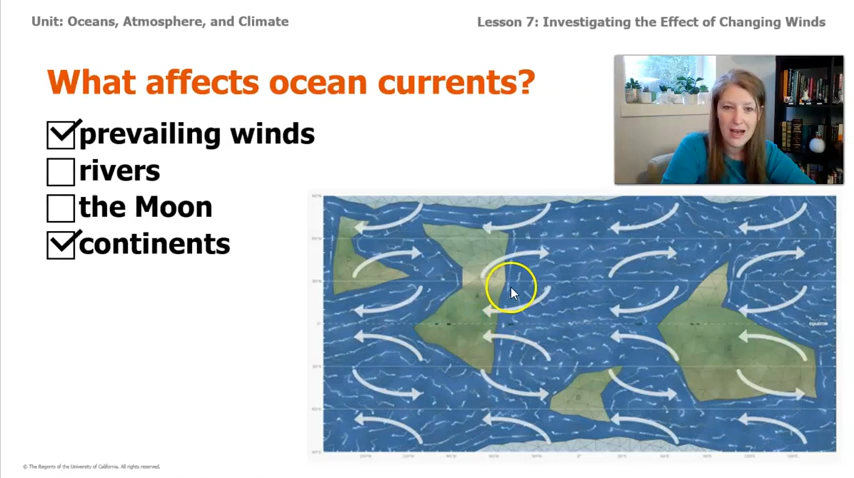 Unit: Oceans, Atmosphere, and Climate
Lesson 7: Investigating the Effect of Changing Winds
What affects ocean currents?
prevailing winds
rivers
the Moon
continents
equator
© The Regents of the University of California. All rights reserved.